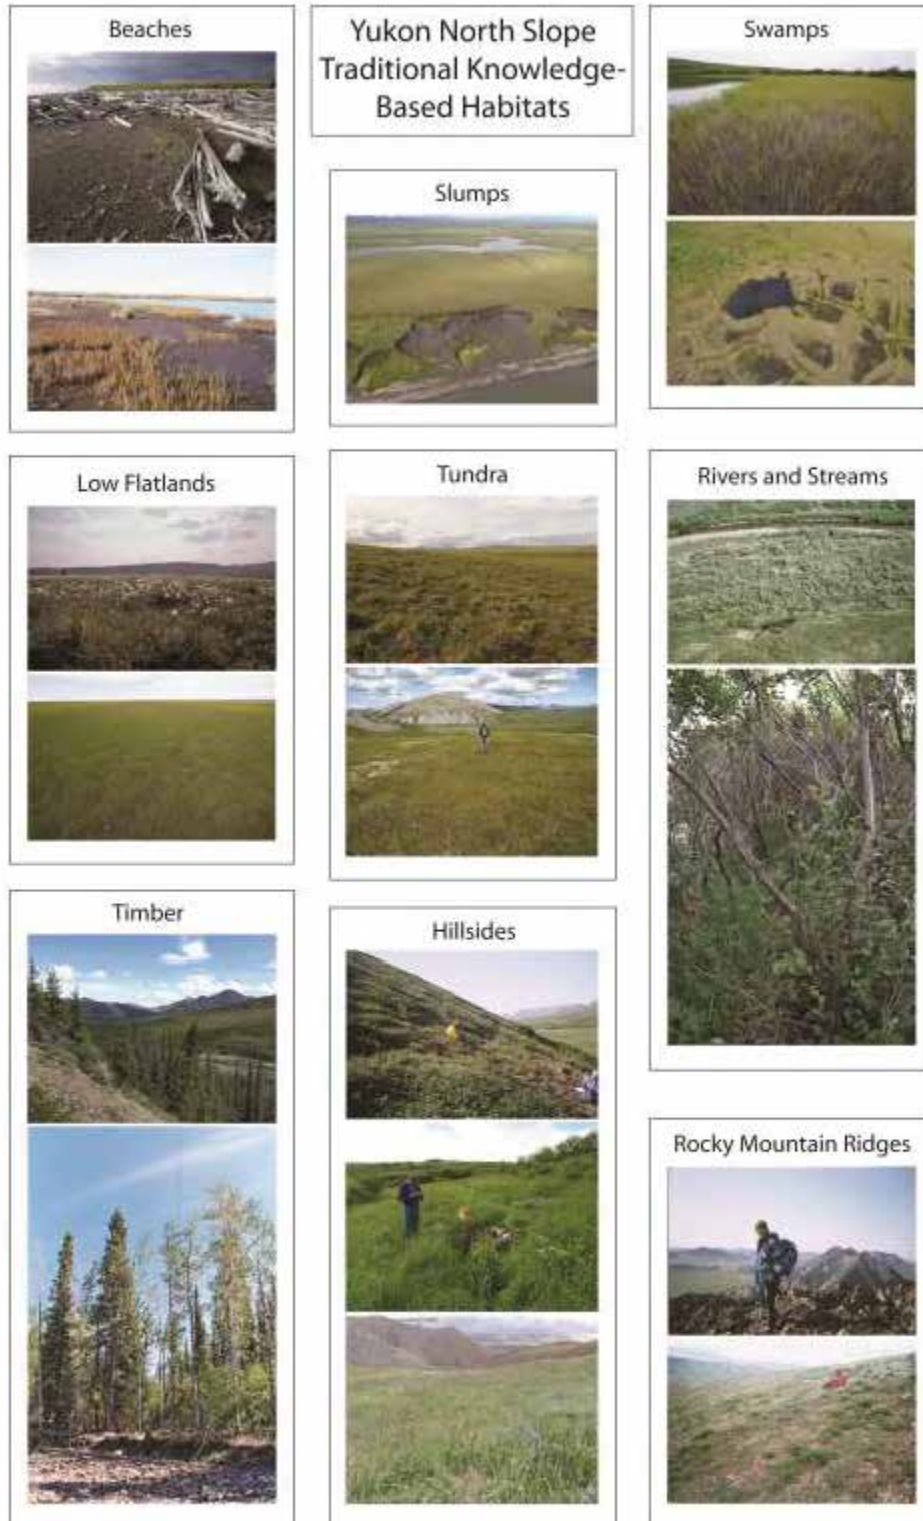 Beaches
Yukon North Slope
Traditional Knowledge-
Based Habitats
Swamps
Slumps
Low Flatlands
Tundra
Rivers and Streams
Timber
Hillsides
Rocky Mountain Ridges